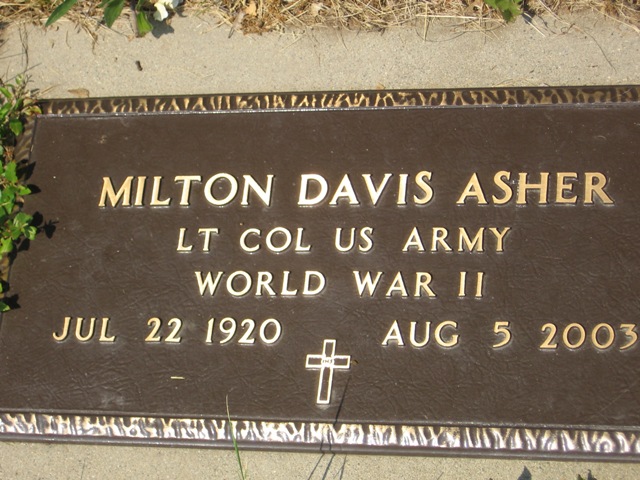 MILTON DAVIS ASHER
LT COL US ARMY
WORLD WAR II
JUL 22 1920 AUG 5 2003